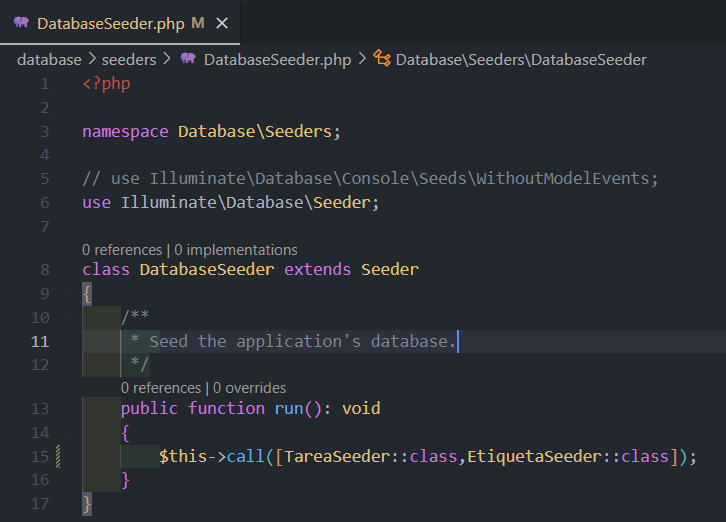 DatabaseSeeder.php M ×
database > seeders > DatabaseSeeder.php > Database\Seeders\DatabaseSeeder
1 <?php
2
3 namespace Database\Seeders;
4
5 // use Illuminate\Database\Console\Seeds\WithoutModelEvents;
6 use Illuminate\Database\Seeder;
7
0 references | 0 implementations
8 class DatabaseSeeder extends Seeder
9 {
10     /**
11      * Seed the application's database.
12      */
0 references | 0 overrides
13     public function run(): void
14     {
15         $this->call([TareaSeeder::class,EtiquetaSeeder::class]);
16     }
17 }